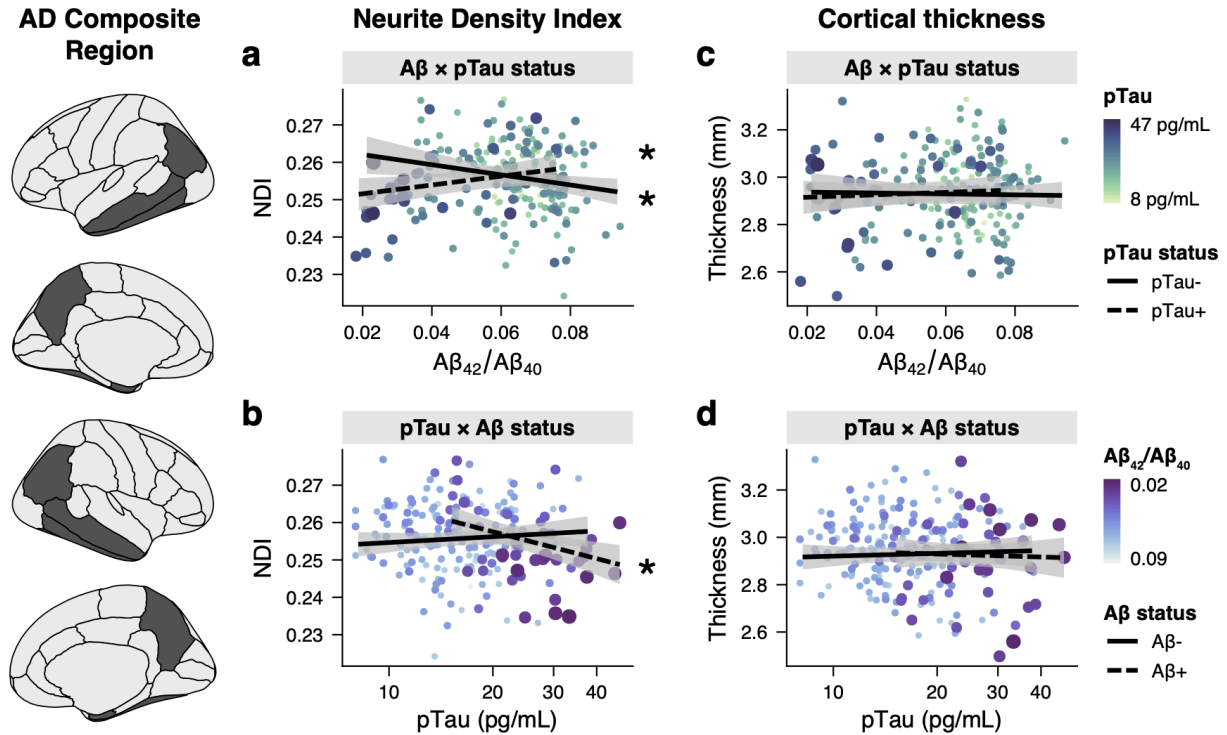 AD Composite
Region
Neurite Density Index
Cortical thickness
a
Aβ × pTau status
NDI
0.27
0.26
0.25
0.24
0.23
*
*
0.02
0.04
0.06
0.08
Aβ₄₂/Aβ₄₀
c
Aβ × pTau status
Thickness (mm)
3.2
3.0
2.8
2.6
0.02
0.04
0.06
0.08
Aβ₄₂/Aβ₄₀
pTau
47 pg/mL
8 pg/mL
pTau status
pTau-
pTau+
b
pTau × Aβ status
NDI
0.27
0.26
0.25
0.24
0.23
*
10
20
30
40
pTau (pg/mL)
d
pTau × Aβ status
Thickness (mm)
3.2
3.0
2.8
2.6
10
20
30
40
pTau (pg/mL)
Aβ₄₂/Aβ₄₀
0.02
0.09
Aβ status
Aβ-
Aβ+